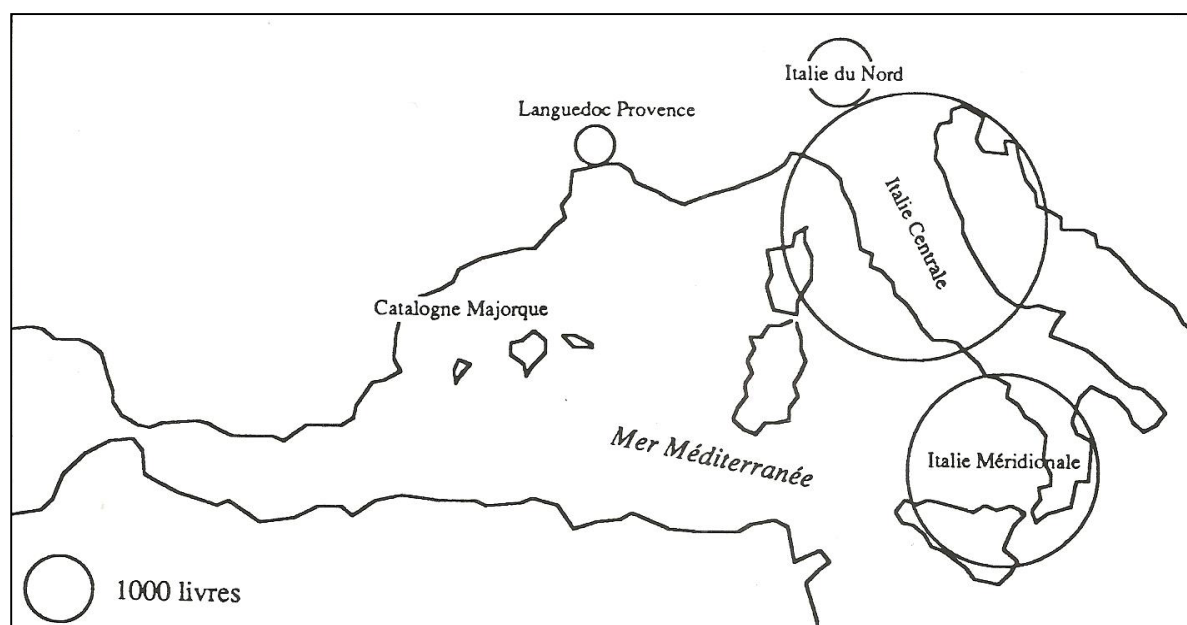 Italie du Nord
Languedoc Provence
Italie Centrale
Catalogne Majorque
Mer Méditerranée
Italie Méridionale
1000 livres